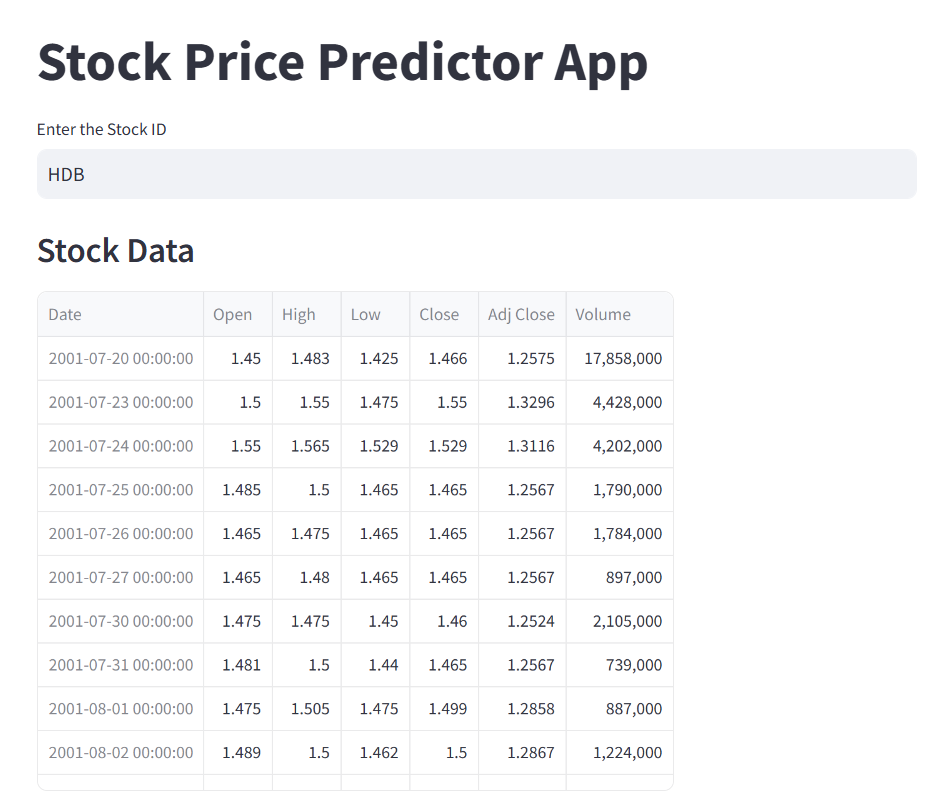 Stock Price Predictor App
Enter the Stock ID
HDB
Stock Data
Date Open High Low Close Adj Close Volume
2001-07-20 00:00:00 1.45 1.483 1.425 1.466 1.2575 17,858,000
2001-07-23 00:00:00 1.5 1.55 1.475 1.55 1.3296 4,428,000
2001-07-24 00:00:00 1.55 1.565 1.529 1.529 1.3116 4,202,000
2001-07-25 00:00:00 1.485 1.5 1.465 1.465 1.2567 1,790,000
2001-07-26 00:00:00 1.465 1.475 1.465 1.465 1.2567 1,784,000
2001-07-27 00:00:00 1.465 1.48 1.465 1.465 1.2567 897,000
2001-07-30 00:00:00 1.475 1.475 1.45 1.46 1.2524 2,105,000
2001-07-31 00:00:00 1.481 1.5 1.44 1.465 1.2567 739,000
2001-08-01 00:00:00 1.475 1.505 1.475 1.499 1.2858 887,000
2001-08-02 00:00:00 1.489 1.5 1.462 1.5 1.2867 1,224,000